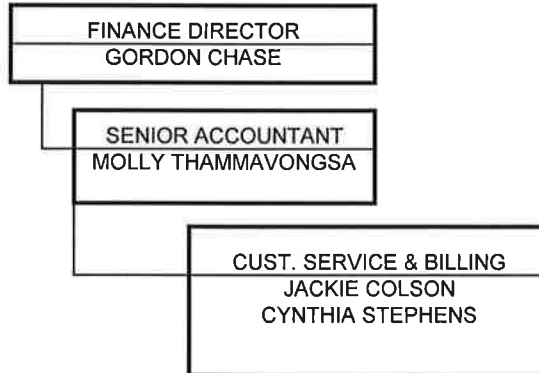 FINANCE DIRECTOR
GORDON CHASE
SENIOR ACCOUNTANT
MOLLY THAMMAVONGSA
CUST. SERVICE & BILLING
JACKIE COLSON
CYNTHIA STEPHENS